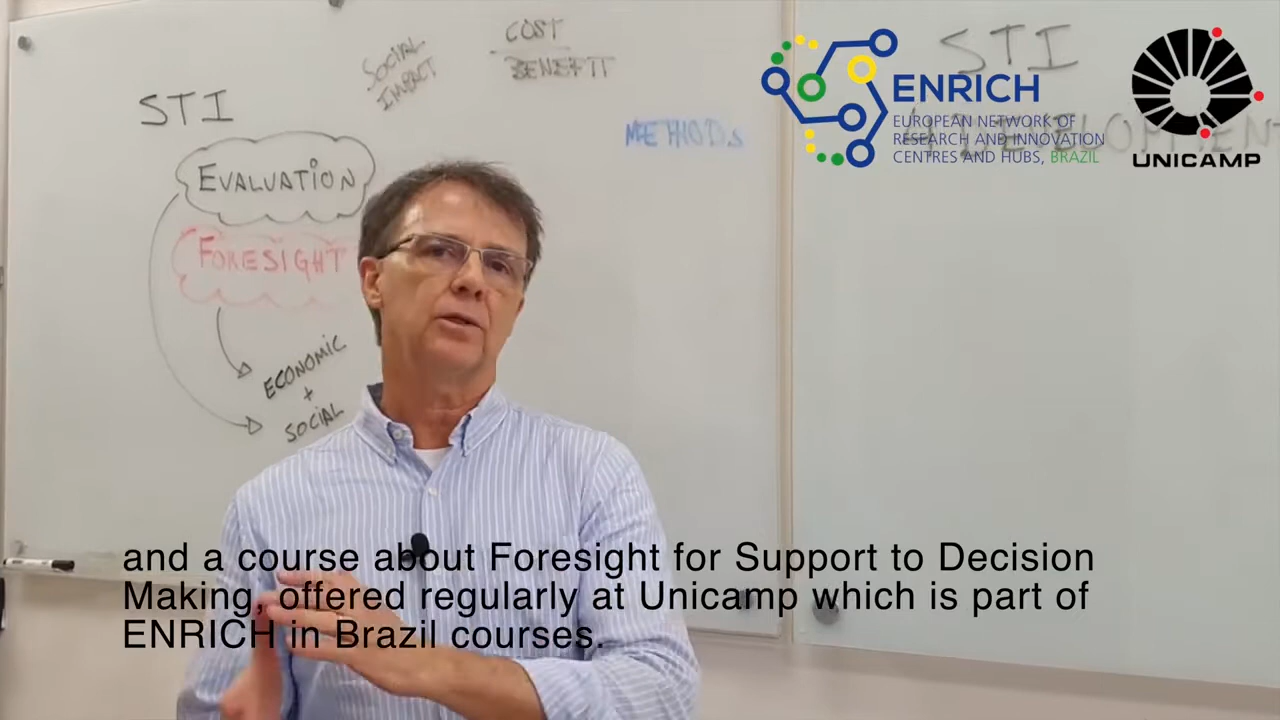 STI
SOCIAL
IMPACT
COST
BENEFIT
STI
EVALUATION
FORESIGHT
ECONOMIC
+
SOCIAL
METHODS
DEVELOPMENT
ENRICH
EUROPEAN NETWORK OF
RESEARCH AND INNOVATION
CENTRES AND HUBS, BRAZIL
UNICAMP
and a course about Foresight for Support to Decision
Making, offered regularly at Unicamp which is part of
ENRICH in Brazil courses.